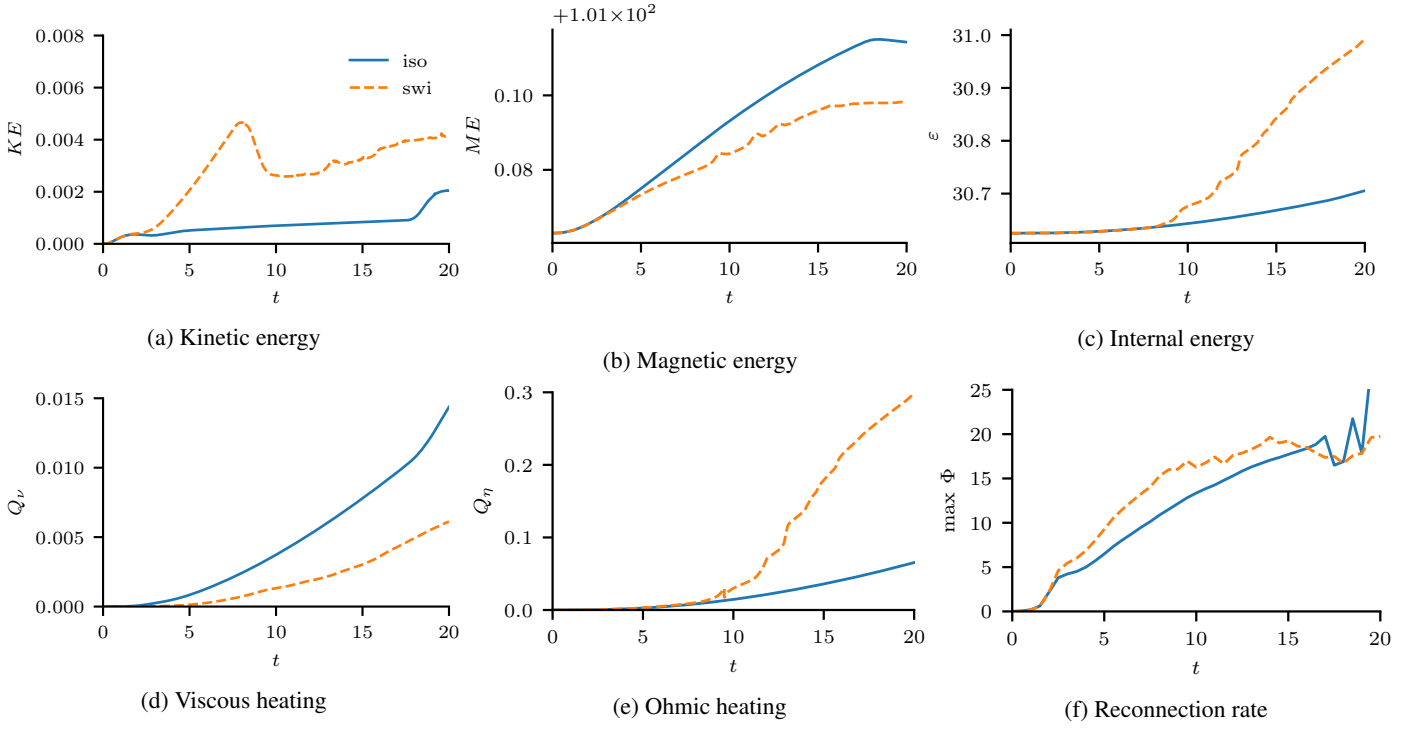 +1.01×10²
0.008
0.006
0.004
0.002
0.000
KE
0 5 10 15 20
t
iso
swi
(a) Kinetic energy
0.10
0.08
ME
0 5 10 15 20
t
(b) Magnetic energy
31.0
30.9
30.8
30.7
ε
0 5 10 15 20
t
(c) Internal energy
0.015
0.010
0.005
0.000
Qν
0 5 10 15 20
t
(d) Viscous heating
0.3
0.2
0.1
0.0
Qη
0 5 10 15 20
t
(e) Ohmic heating
25
20
15
10
5
0
max Φ
0 5 10 15 20
t
(f) Reconnection rate